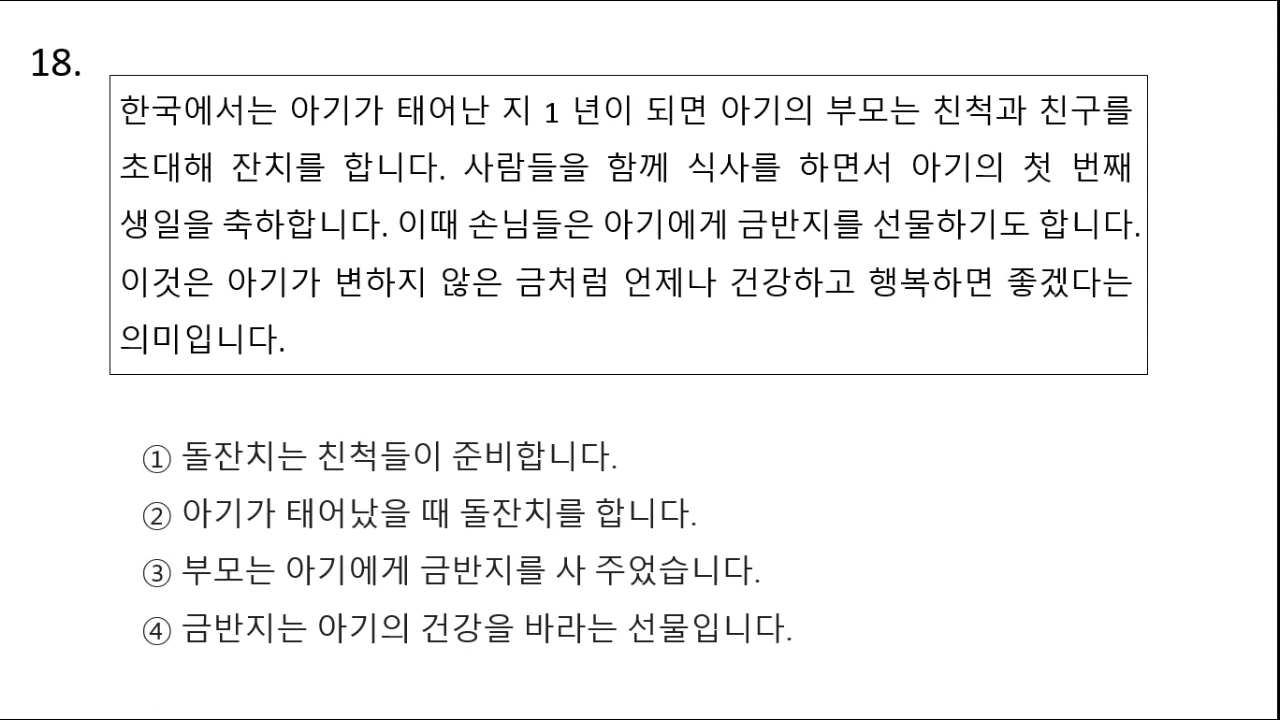 18.
한국에서는 아기가 태어난 지 1 년이 되면 아기의 부모는 친척과 친구를
초대해 잔치를 합니다. 사람들을 함께 식사를 하면서 아기의 첫 번째
생일을 축하합니다. 이때 손님들은 아기에게 금반지를 선물하기도 합니다.
이것은 아기가 변하지 않은 금처럼 언제나 건강하고 행복하면 좋겠다는
의미입니다.
① 돌잔치는 친척들이 준비합니다.
② 아기가 태어났을 때 돌잔치를 합니다.
③ 부모는 아기에게 금반지를 사 주었습니다.
④ 금반지는 아기의 건강을 바라는 선물입니다.